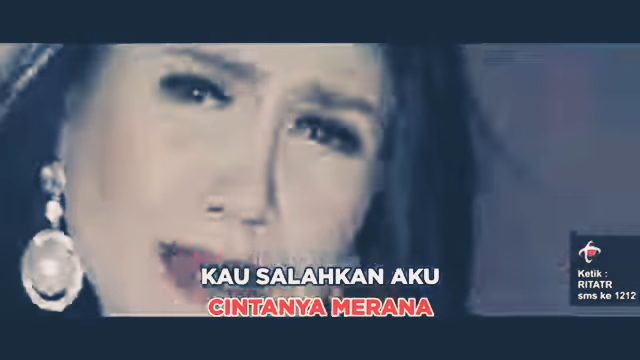 KAU SALAHKAN AKU
CINTANYA MERANA
Ketik :
RITATR
sms ke 1212